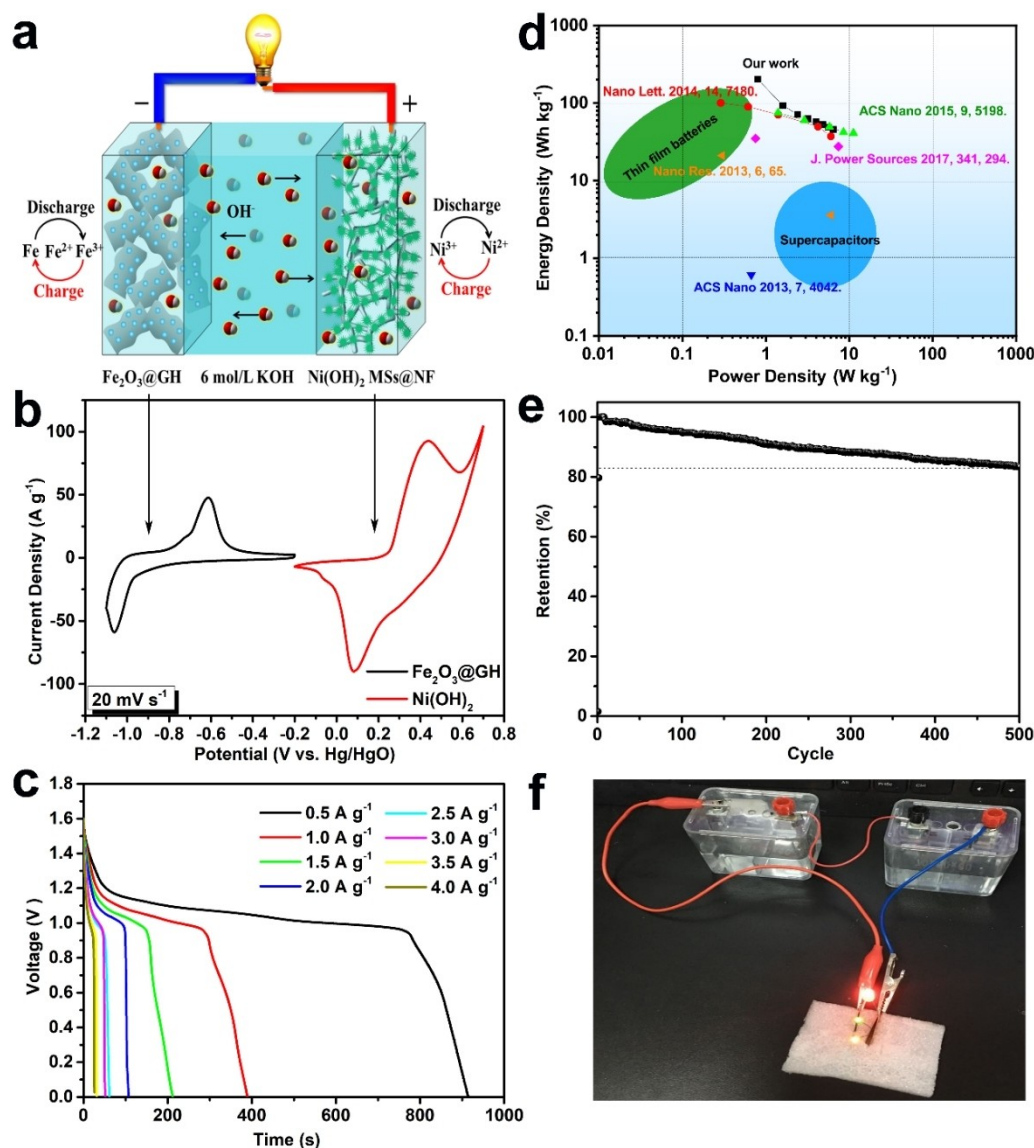 a
−
+
Discharge
Fe Fe²⁺ Fe³⁺
Charge
OH⁻
Discharge
Ni³⁺ Ni²⁺
Charge
Fe₂O₃@GH 6 mol/L KOH Ni(OH)₂ MSs@NF
b
Current Density (A g⁻¹)
100
50
0
-50
-100
20 mV s⁻¹
Fe₂O₃@GH
Ni(OH)₂
-1.2 -1.0 -0.8 -0.6 -0.4 -0.2 0.0 0.2 0.4 0.6 0.8
Potential (V vs. Hg/HgO)
c
Voltage (V )
1.8
1.6
1.4
1.2
1.0
0.8
0.6
0.4
0.2
0.0
0.5 A g⁻¹ 2.5 A g⁻¹
1.0 A g⁻¹ 3.0 A g⁻¹
1.5 A g⁻¹ 3.5 A g⁻¹
2.0 A g⁻¹ 4.0 A g⁻¹
0 200 400 600 800 1000
Time (s)
d
Energy Density (Wh kg⁻¹)
1000
100
10
1
0.1
Our work
Nano Lett. 2014, 14, 7180.
ACS Nano 2015, 9, 5198.
Thin film batteries
J. Power Sources 2017, 341, 294.
Nano Res. 2013, 6, 65.
Supercapacitors
ACS Nano 2013, 7, 4042.
0.01 0.1 1 10 100 1000
Power Density (W kg⁻¹)
e
Retention (%)
100
80
60
40
20
0
0 100 200 300 400 500
Cycle
f